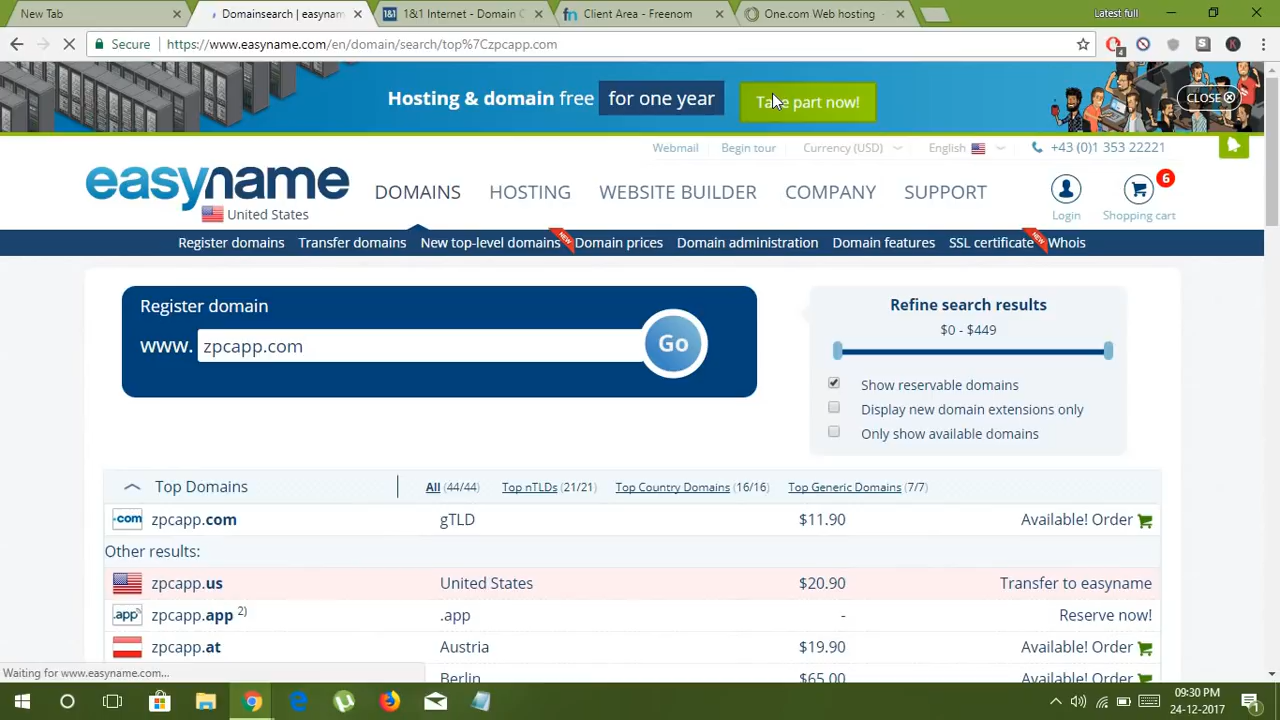 New Tab
Domainsearch | easynam
1&1 Internet - Domain C
Client Area - Freenom
One.com Web hosting
Latest full
Secure
https://www.easyname.com/en/domain/search/top%7Czpcapp.com
4
S
K
Hosting & domain free for one year
Take part now!
CLOSE
Webmail
Begin tour
Currency (USD)
English
+43 (0)1 353 22221
easyname
United States
DOMAINS
HOSTING
WEBSITE BUILDER
COMPANY
SUPPORT
6
Login
Shopping cart
Register domains
Transfer domains
New top-level domains
NEW
Domain prices
Domain administration
Domain features
SSL certificate
NEW
Whois
Register domain
www. zpcapp.com
Go
Refine search results
$0 - $449
Show reservable domains
Display new domain extensions only
Only show available domains
Top Domains
All (44/44)
Top nTLDs (21/21)
Top Country Domains (16/16)
Top Generic Domains (7/7)
.com zpcapp.com gTLD $11.90 Available! Order
Other results:
zpcapp.us United States $20.90 Transfer to easyname
.app zpcapp.app 2) .app - Reserve now!
zpcapp.at Austria $19.90 Available! Order
Berlin $65.00 Available! Order
Waiting for www.easyname.com...
09:30 PM
24-12-2017
1